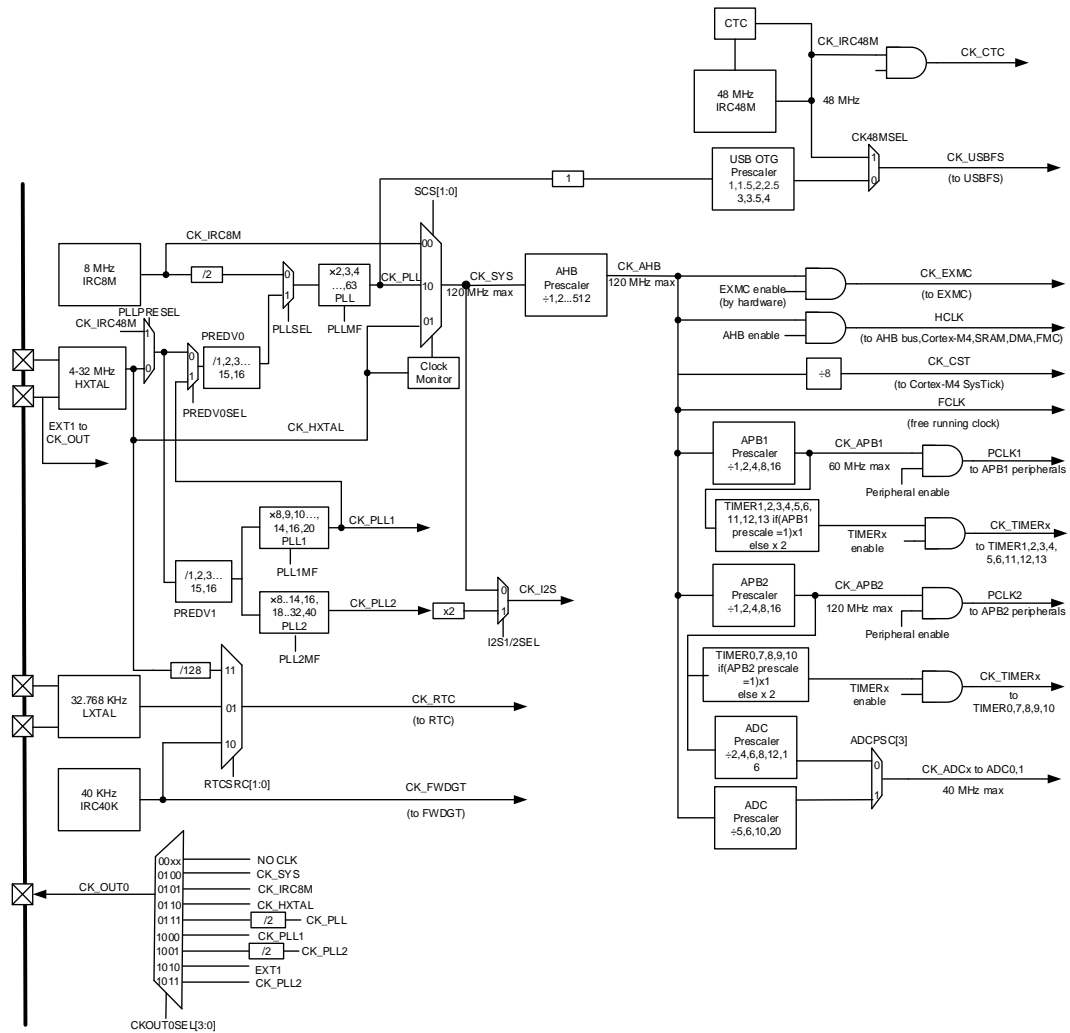 CTC
CK_IRC48M
CK_CTC
48 MHz
IRC48M
48 MHz
CK48MSEL
1
0
CK_USBFS
(to USBFS)
USB OTG
Prescaler
1,1.5,2,2.5
3,3.5,4
1
SCS[1:0]
CK_IRC8M
00
8 MHz
IRC8M
/2
0
1
PLLSEL
×2,3,4
…,63
PLL
PLLMF
CK_PLL
10
01
CK_SYS
120 MHz max
AHB
Prescaler
÷1,2...512
CK_AHB
120 MHz max
EXMC enable
(by hardware)
CK_EXMC
(to EXMC)
AHB enable
HCLK
(to AHB bus,Cortex-M4,SRAM,DMA,FMC)
÷8
CK_CST
(to Cortex-M4 SysTick)
FCLK
(free running clock)
PLLPRESEL
CK_IRC48M
1
0
4-32 MHz
HXTAL
0
1
PREDV0
/1,2,3…
15,16
PREDV0SEL
Clock
Monitor
EXT1 to
CK_OUT
CK_HXTAL
APB1
Prescaler
÷1,2,4,8,16
CK_APB1
60 MHz max
Peripheral enable
PCLK1
to APB1 peripherals
TIMER1,2,3,4,5,6,
11,12,13 if(APB1
prescale =1)x1
else x 2
TIMERx
enable
CK_TIMERx
to TIMER1,2,3,4,
5,6,11,12,13
×8,9,10…,
14,16,20
PLL1
CK_PLL1
PLL1MF
/1,2,3…
15,16
PREDV1
×8..14,16,
18..32,40
PLL2
CK_PLL2
PLL2MF
x2
0
1
CK_I2S
I2S1/2SEL
APB2
Prescaler
÷1,2,4,8,16
CK_APB2
120 MHz max
Peripheral enable
PCLK2
to APB2 peripherals
TIMER0,7,8,9,10
if(APB2 prescale
=1)x1
else x 2
TIMERx
enable
CK_TIMERx
to
TIMER0,7,8,9,10
/128
11
32.768 KHz
LXTAL
01
CK_RTC
(to RTC)
10
RTCSRC[1:0]
40 KHz
IRC40K
CK_FWDGT
(to FWDGT)
ADC
Prescaler
÷2,4,6,8,12,1
6
ADCPSC[3]
0
1
CK_ADCx to ADC0,1
40 MHz max
ADC
Prescaler
÷5,6,10,20
CK_OUT0
00xx
NO CLK
0100
CK_SYS
0101
CK_IRC8M
0110
CK_HXTAL
0111
/2
CK_PLL
1000
CK_PLL1
1001
/2
CK_PLL2
1010
EXT1
1011
CK_PLL2
CKOUT0SEL[3:0]